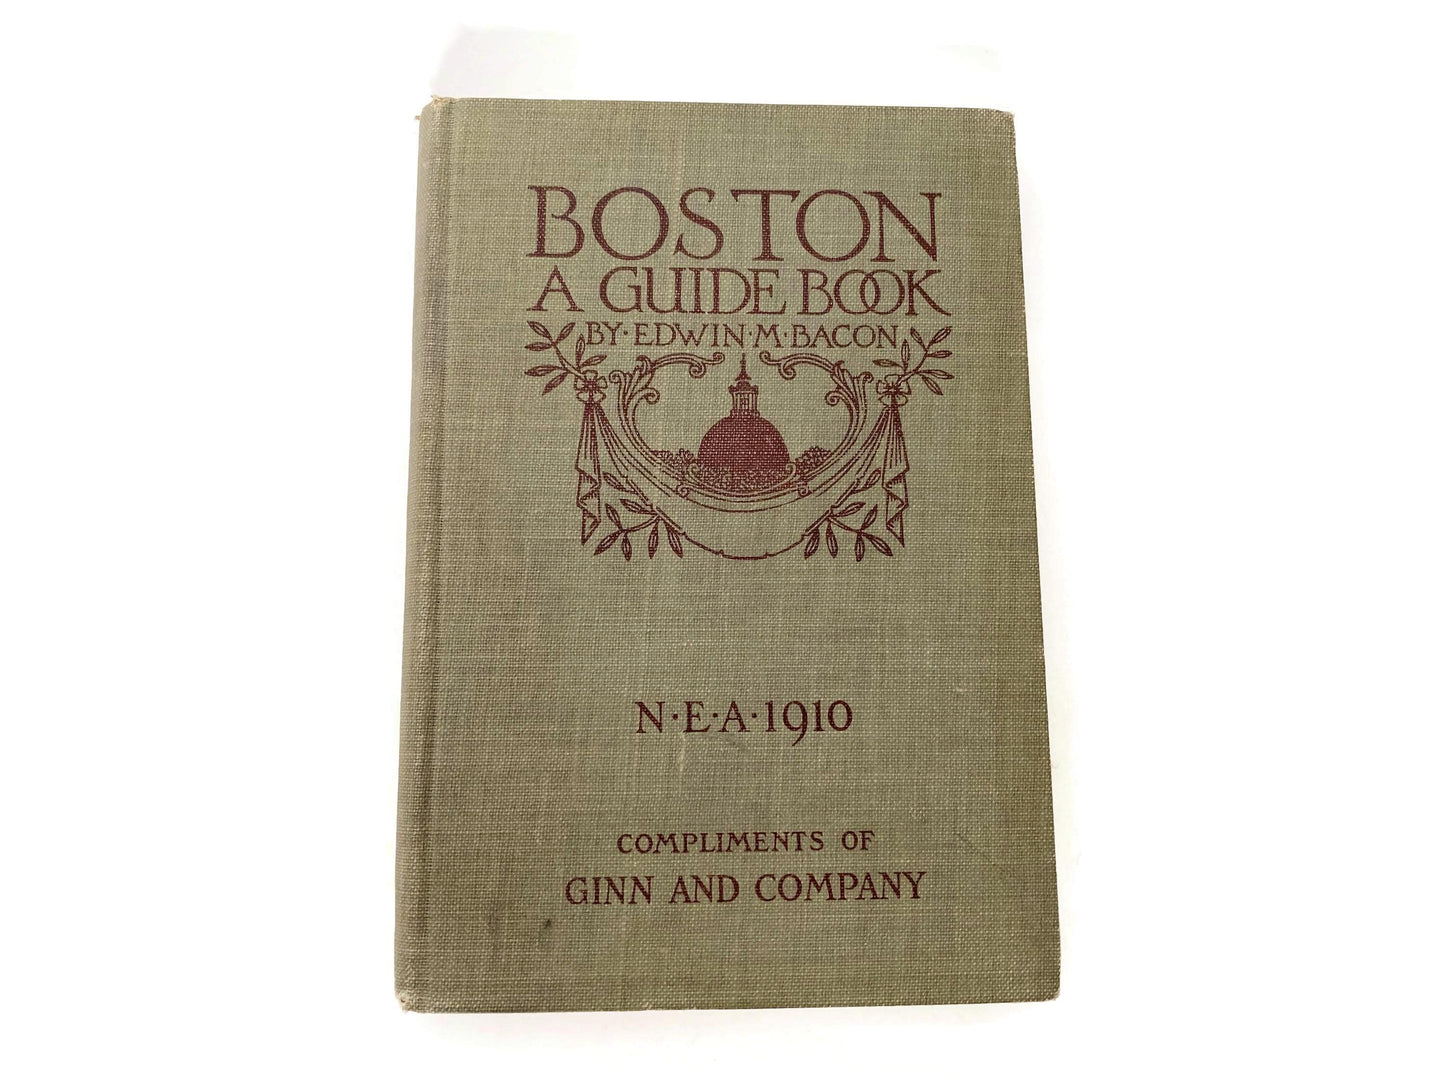 BOSTON
A GUIDE BOOK
BY·EDWIN·M·BACON
N·E·A·1910
COMPLIMENTS OF
GINN AND COMPANY